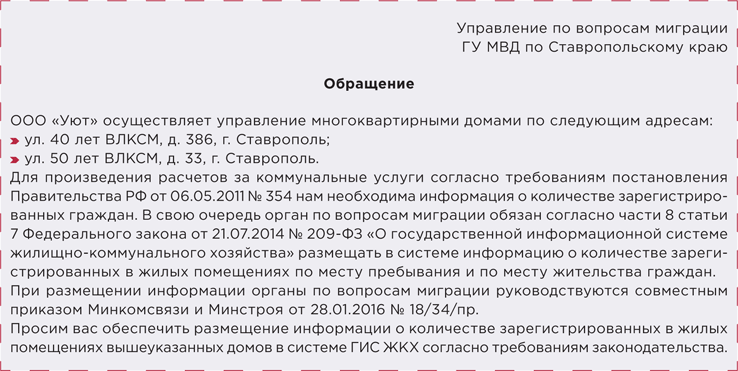 Управление по вопросам миграции
ГУ МВД по Ставропольскому краю
Обращение
ООО «Уют» осуществляет управление многоквартирными домами по следующим адресам:
ул. 40 лет ВЛКСМ, д. 386, г. Ставрополь;
ул. 50 лет ВЛКСМ, д. 33, г. Ставрополь.
Для произведения расчетов за коммунальные услуги согласно требованиям постановления
Правительства РФ от 06.05.2011 № 354 нам необходима информация о количестве зарегистриро-
ванных граждан. В свою очередь орган по вопросам миграции обязан согласно части 8 статьи
7 Федерального закона от 21.07.2014 № 209-ФЗ «О государственной информационной системе
жилищно-коммунального хозяйства» размещать в системе информацию о количестве зареги-
стрированных в жилых помещениях по месту пребывания и по месту жительства граждан.
При размещении информации органы по вопросам миграции руководствуются совместным
приказом Минкомсвязи и Минстроя от 28.01.2016 № 18/34/пр.
Просим вас обеспечить размещение информации о количестве зарегистрированных в жилых
помещениях вышеуказанных домов в системе ГИС ЖКХ согласно требованиям законодательства.